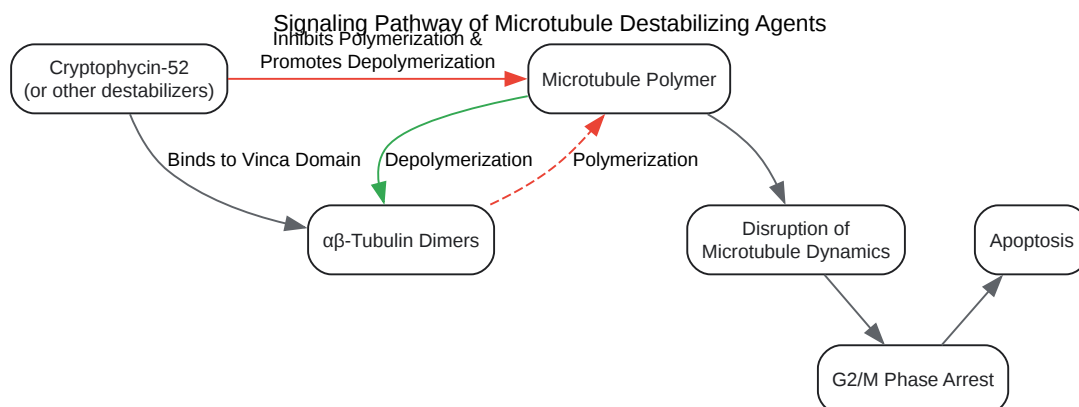 Signaling Pathway of Microtubule Destabilizing Agents
Inhibits Polymerization &
Promotes Depolymerization
Cryptophycin-52
(or other destabilizers)
Microtubule Polymer
Binds to Vinca Domain
Depolymerization
Polymerization
αβ-Tubulin Dimers
Disruption of
Microtubule Dynamics
Apoptosis
G2/M Phase Arrest